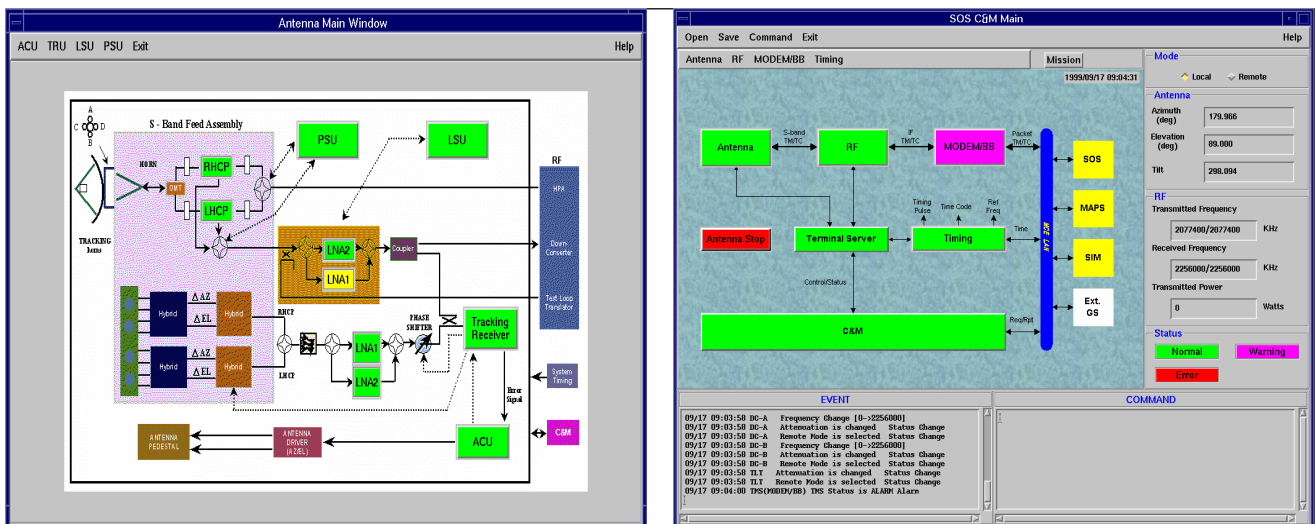 Antenna Main Window
ACU TRU LSU PSU Exit Help
A
C D
B
S - Band Feed Assembly
PSU
LSU
RF
HORN
OMT
RHCP
LHCP
HPA
TRACKING
LNA2
LNA1
Coupler
Down
Converter
Test Loop
Translator
Hybrid
Δ AZ
Δ EL
Hybrid
RHCP
Hybrid
Δ AZ
Δ EL
Hybrid
LHCP
LNA1
LNA2
PHASE
SHIFTER
Tracking
Receiver
System
Timing
Error
Signal
ANTENNA
PEDESTAL
ANTENNA
DRIVER
(AZ/EL)
ACU
C&M
SOS C&M Main
Open Save Command Exit Help
Antenna RF MODEM/BB Timing Mission
1999/09/17 09:04:31
Antenna
S-band
TM/TC
RF
IF
TM/TC
MODEM/BB
Packet
TM/TC
SOS
MAPS
SIM
Ext.
GS
MCE LAN
Antenna Stop
Terminal Server
Timing
Timing
Pulse
Time Code
Ref
Freq
Time
Control/Status
C&M
Req/Rpt
Mode
Local Remote
Antenna
Azimuth
(deg)
179.966
Elevation
(deg)
89.000
Tilt
298.094
RF
Transmitted Frequency
2077400/2077400 KHz
Received Frequency
2256000/2256000 KHz
Transmitted Power
0 Watts
Status
Normal Warning
Error
EVENT
09/17 09:03:58 DC-A Frequency Change [0->2256000]
09/17 09:03:58 DC-A Attenuation is changed Status Change
09/17 09:03:58 DC-A Remote Mode is selected Status Change
09/17 09:03:58 DC-B Frequency Change [0->2256000]
09/17 09:03:58 DC-B Attenuation is changed Status Change
09/17 09:03:58 DC-B Remote Mode is selected Status Change
09/17 09:03:58 TLT Attenuation is changed Status Change
09/17 09:03:58 TLT Remote Mode is selected Status Change
09/17 09:04:00 TMS(MODEM/BB) TMS Status is ALARM Alarm
COMMAND